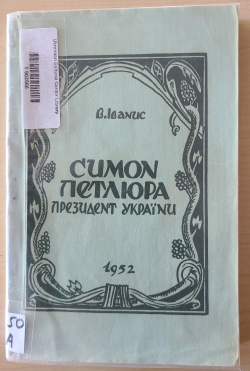 В. Іванис
СИМОН
ПЕТЛЮРА
ПРЕЗИДЕНТ УКРАЇНИ
1952
50
А